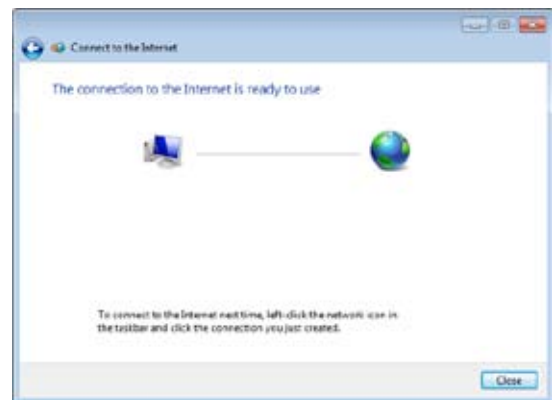 Connect to the Internet
The connection to the Internet is ready to use
To connect to the Internet next time, left-click the network icon in
the taskbar and click the connection you just created.
Close